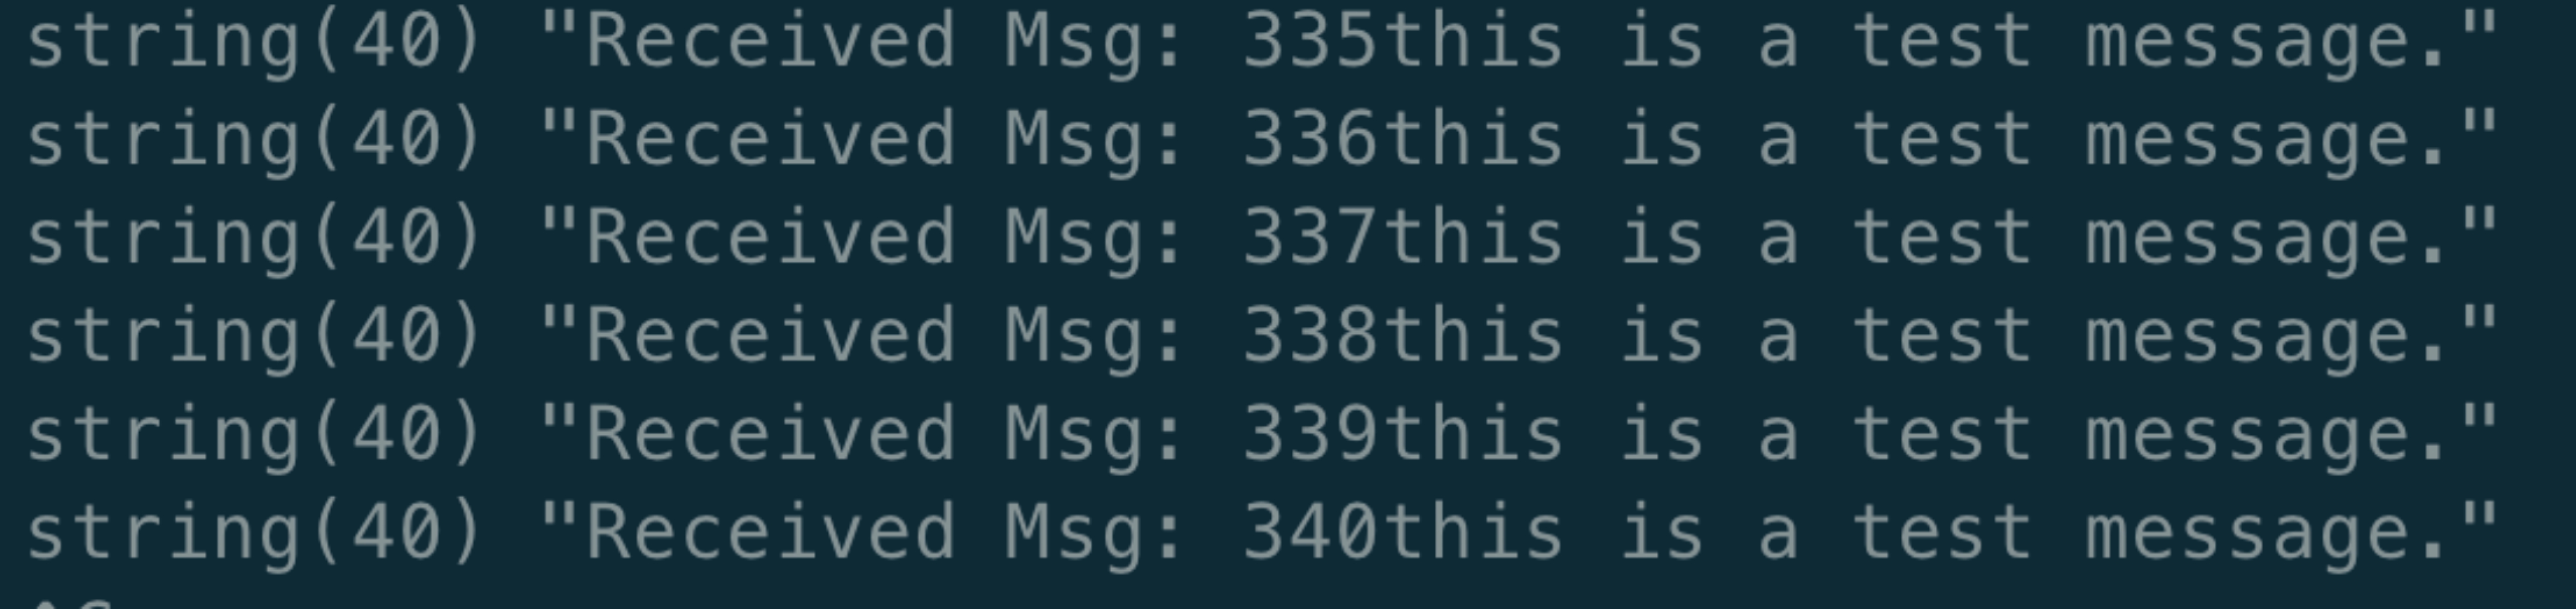 string(40) "Received Msg: 335this is a test message."
string(40) "Received Msg: 336this is a test message."
string(40) "Received Msg: 337this is a test message."
string(40) "Received Msg: 338this is a test message."
string(40) "Received Msg: 339this is a test message."
string(40) "Received Msg: 340this is a test message."